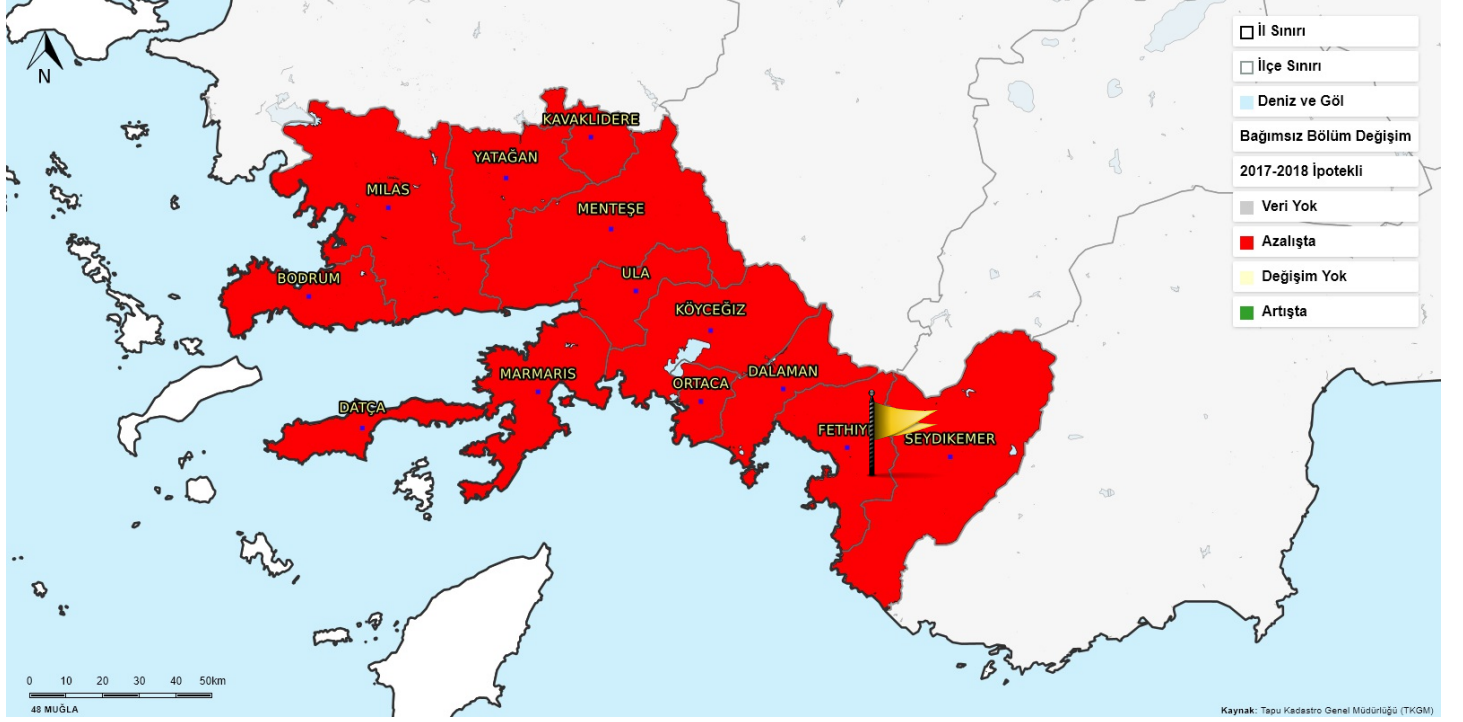 N
KAVAKLIDERE
YATAĞAN
MILAS
MENTEŞE
BODRUM
ULA
KÖYCEĞIZ
MARMARIS
ORTACA
DALAMAN
DATÇA
FETHIY
SEYDIKEMER
İl Sınırı
İlçe Sınırı
Deniz ve Göl
Bağımsız Bölüm Değişim
2017-2018 İpotekli
Veri Yok
Azalışta
Değişim Yok
Artışta
0 10 20 30 40 50km
48 MUĞLA
Kaynak: Tapu Kadastro Genel Müdürlüğü (TKGM)